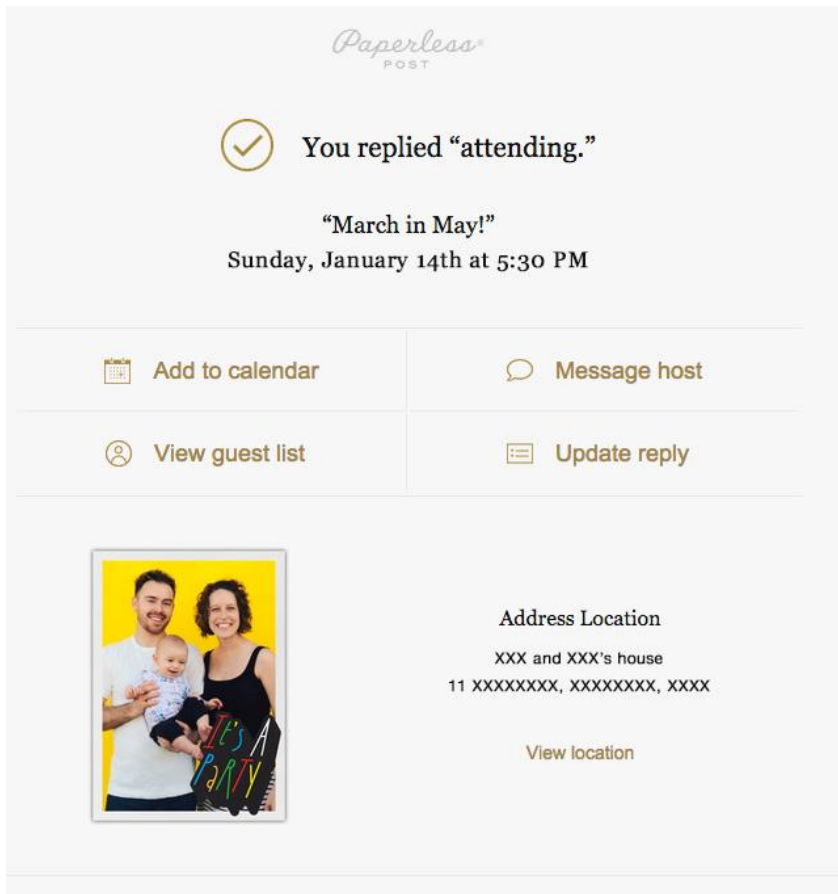 Paperless
POST
You replied “attending.”
“March in May!”
Sunday, January 14th at 5:30 PM
Add to calendar
Message host
View guest list
Update reply
It's A
PaRTY
Address Location
XXX and XXX's house
11 XXXXXXXX, XXXXXXXX, XXXX
View location